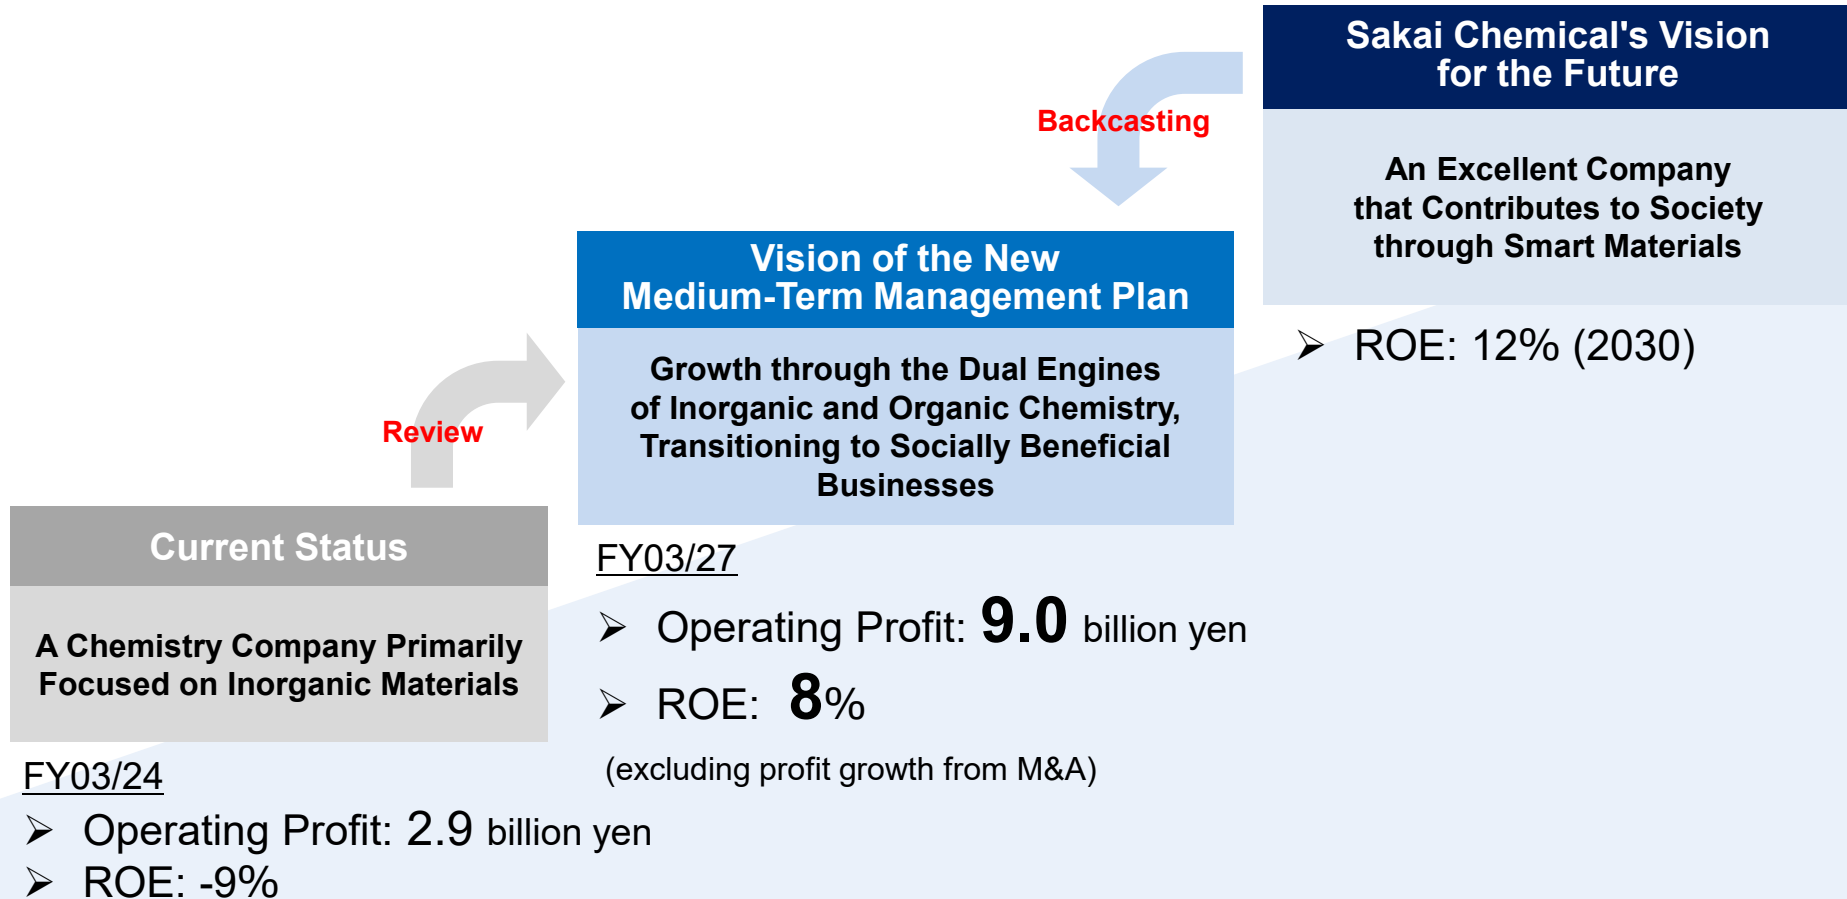 Sakai Chemical's Vision
for the Future
An Excellent Company
that Contributes to Society
through Smart Materials
➢ ROE: 12% (2030)
Backcasting
Vision of the New
Medium-Term Management Plan
Growth through the Dual Engines
of Inorganic and Organic Chemistry,
Transitioning to Socially Beneficial
Businesses
FY03/27
➢ Operating Profit: 9.0 billion yen
➢ ROE: 8%
(excluding profit growth from M&A)
Review
Current Status
A Chemistry Company Primarily
Focused on Inorganic Materials
FY03/24
➢ Operating Profit: 2.9 billion yen
➢ ROE: -9%